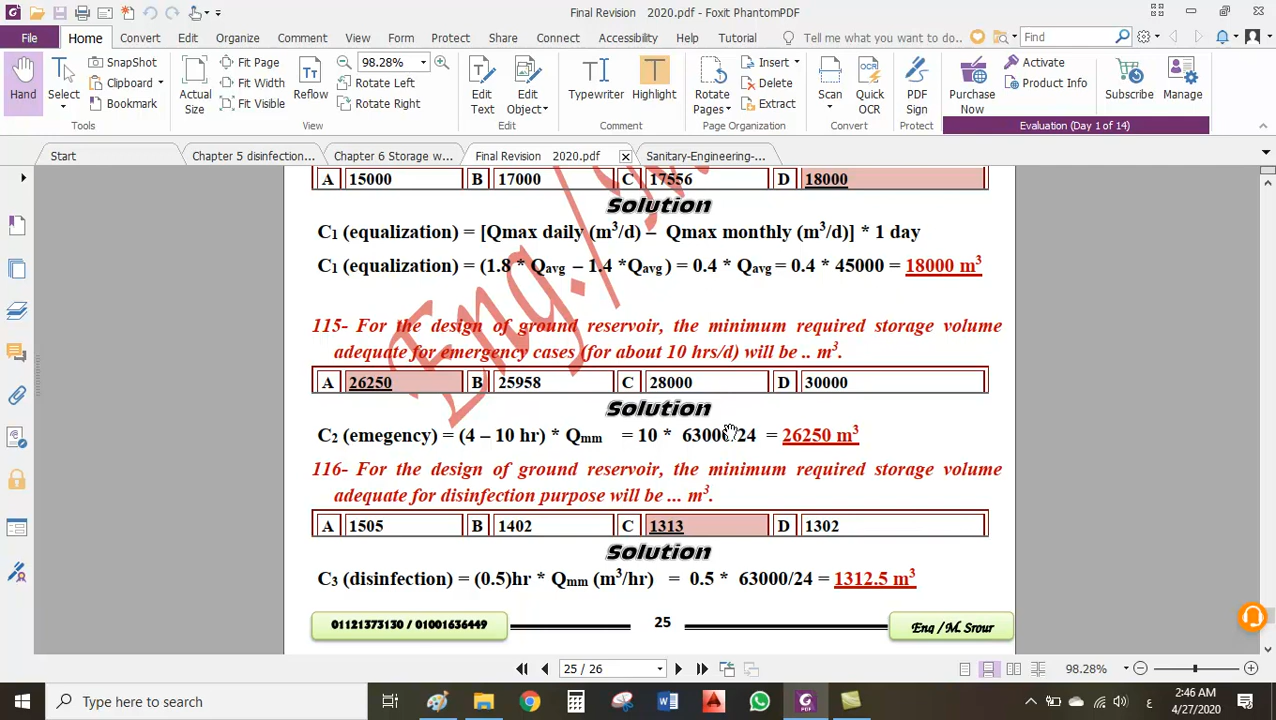 Final Revision 2020.pdf - Foxit PhantomPDF
File Home Convert Edit Organize Comment View Form Protect Share Connect Accessibility Help Tutorial Tell me what you want to do.. Find
Hand
Select
SnapShot
Clipboard
Bookmark
Tools
Actual Size
Fit Page
Fit Width
Fit Visible
Reflow
98.28%
Rotate Left
Rotate Right
View
Edit Text
Edit Object
Edit
Typewriter
Highlight
Comment
Rotate Pages
Insert
Delete
Extract
Page Organization
Scan
Quick OCR
Convert
PDF Sign
Protect
Purchase Now
Activate
Product Info
Subscribe
Manage
Evaluation (Day 1 of 14)
Start Chapter 5 disinfection... Chapter 6 Storage w... Final Revision 2020.pdf Sanitary-Engineering-...
A 15000 B 17000 C 17556 D 18000
Solution
C1 (equalization) = [Qmax daily (m³/d) – Qmax monthly (m³/d)] * 1 day
C1 (equalization) = (1.8 * Qavg – 1.4 *Qavg ) = 0.4 * Qavg = 0.4 * 45000 = 18000 m³
115- For the design of ground reservoir, the minimum required storage volume
adequate for emergency cases (for about 10 hrs/d) will be .. m³.
A 26250 B 25958 C 28000 D 30000
Solution
C2 (emegency) = (4 – 10 hr) * Qmm = 10 * 63000/24 = 26250 m³
116- For the design of ground reservoir, the minimum required storage volume
adequate for disinfection purpose will be ... m³.
A 1505 B 1402 C 1313 D 1302
Solution
C3 (disinfection) = (0.5)hr * Qmm (m³/hr) = 0.5 * 63000/24 = 1312.5 m³
01121373130 / 01001636449 25 Eng / M. Srour
Eng./
25 / 26
98.28%
Type here to search
ع
2:46 AM
4/27/2020